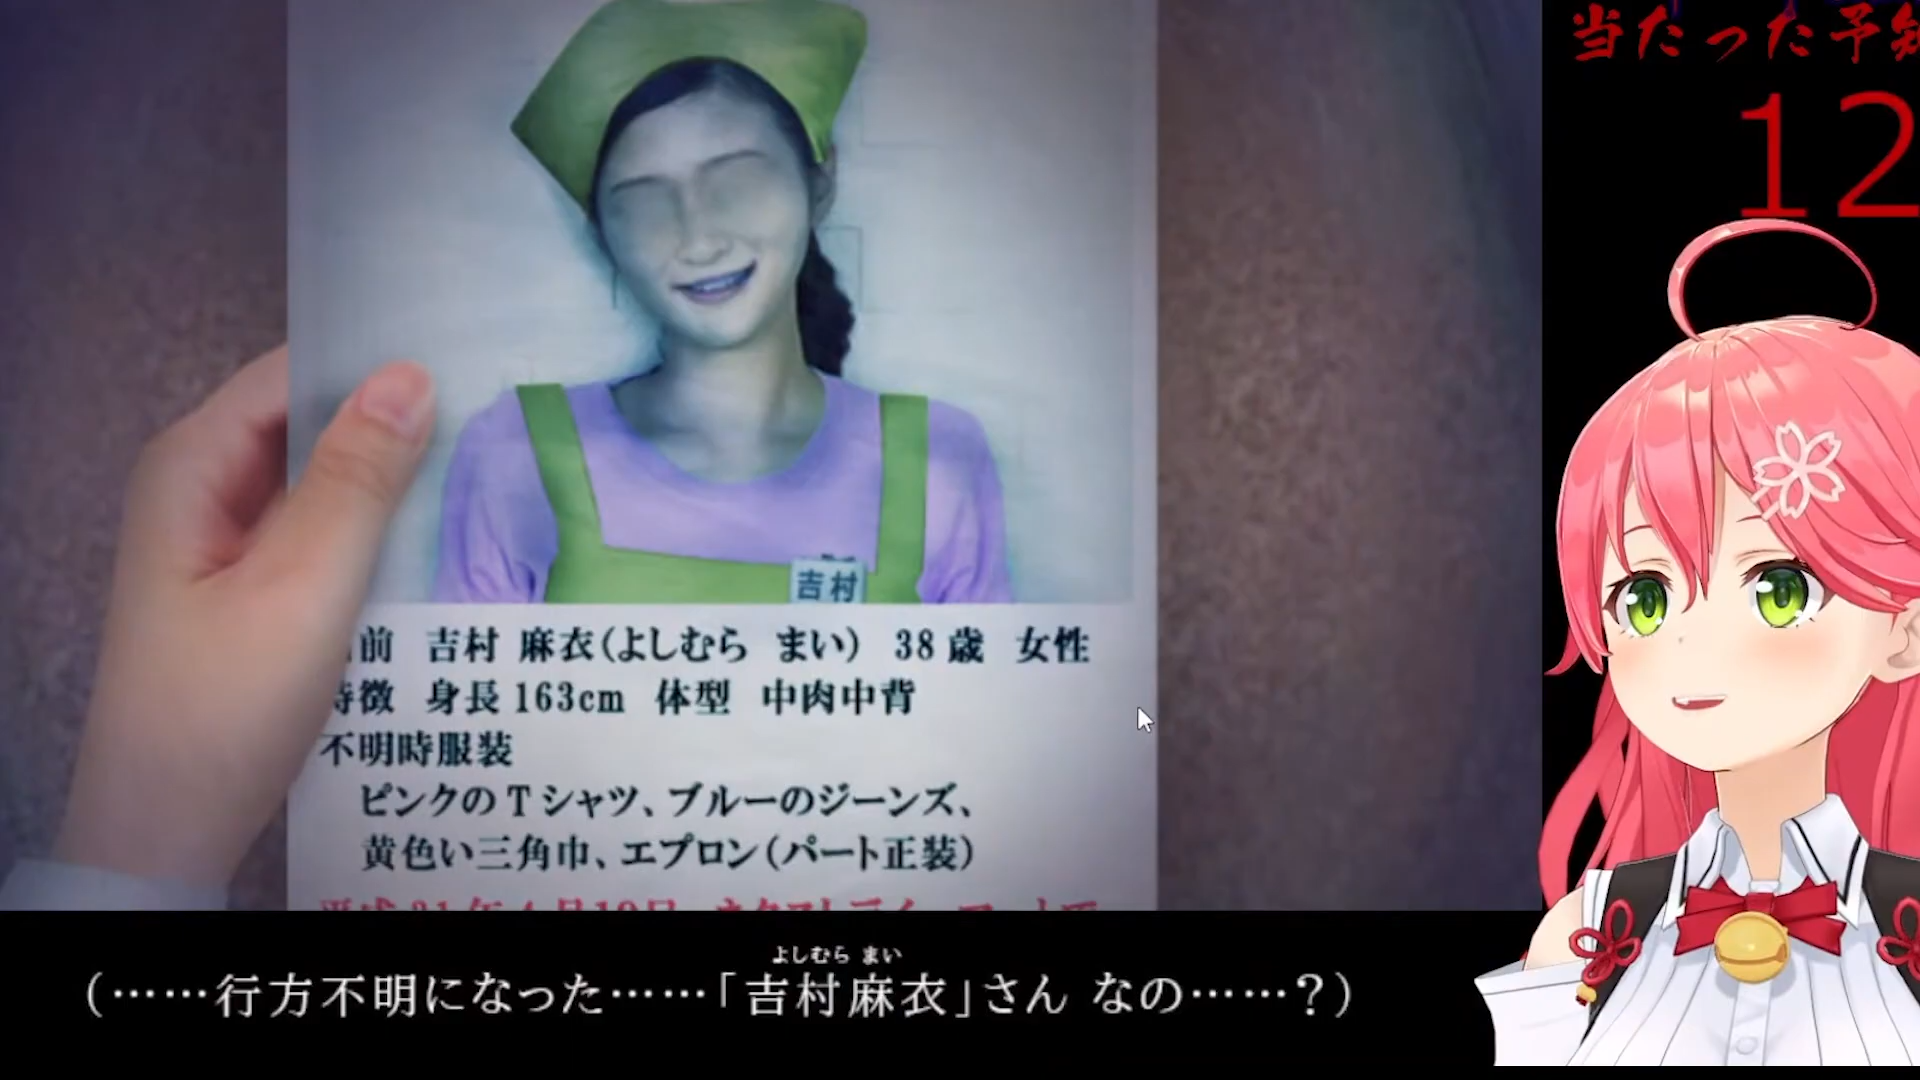 当たった予知
12
吉村
前 吉村 麻衣(よしむら まい) 38歳 女性
特徴 身長163cm 体型 中肉中背
不明時服装
ピンクのTシャツ、ブルーのジーンズ、
黄色い三角巾、エプロン(パート正装)
よしむら まい
(……行方不明になった……「吉村麻衣」さん なの……?)